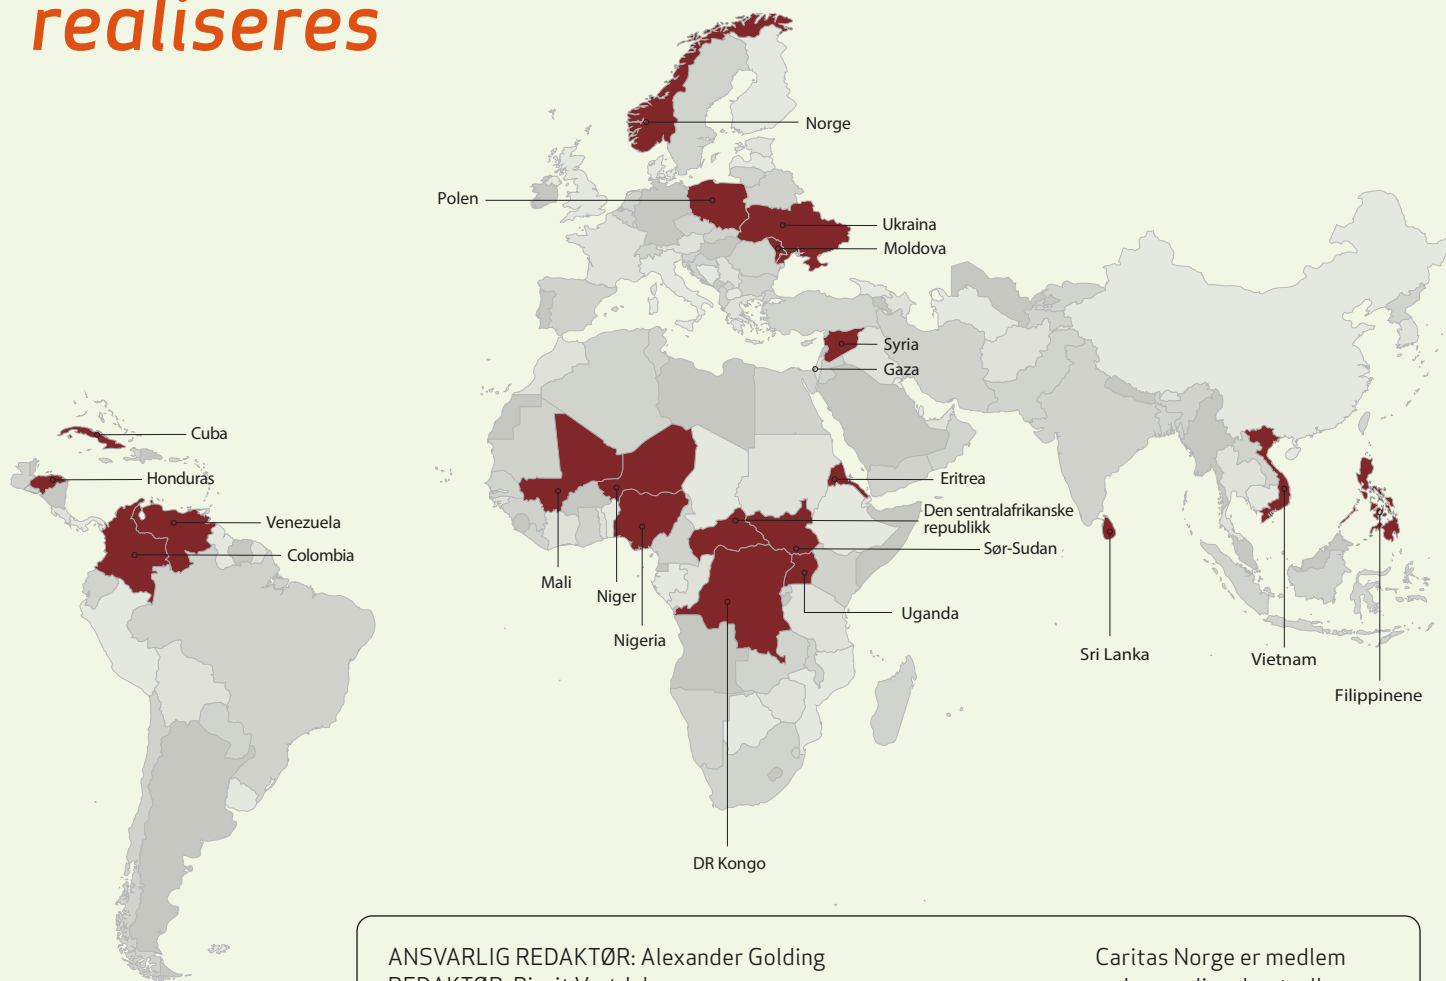 realiseres
Norge
Polen
Ukraina
Moldova
Syria
Gaza
Cuba
Honduras
Venezuela
Colombia
Eritrea
Den sentralafrikanske
republikk
Sør-Sudan
Mali
Niger
Uganda
Nigeria
Sri Lanka
Vietnam
Filippinene
DR Kongo
ANSVARLIG REDAKTØR: Alexander Golding
Caritas Norge er medlem